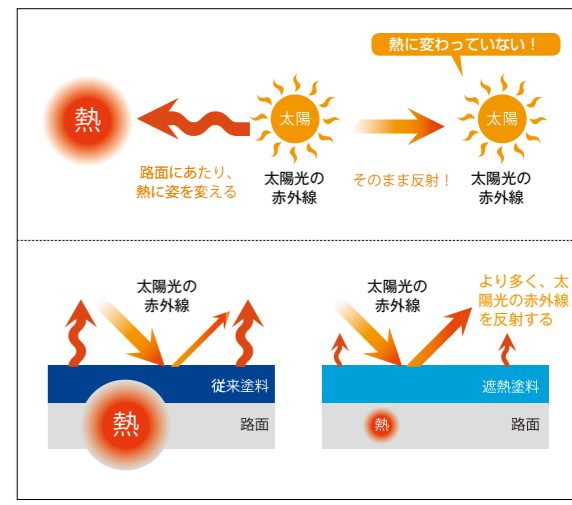 熱に変わっていない！
熱
太陽
太陽
路面にあたり、
熱に姿を変える
太陽光の
赤外線
そのまま反射！
太陽光の
赤外線
太陽光の
赤外線
従来塗料
熱
路面
太陽光の
赤外線
より多く、太
陽光の赤外線
を反射する
遮熱塗料
熱
路面